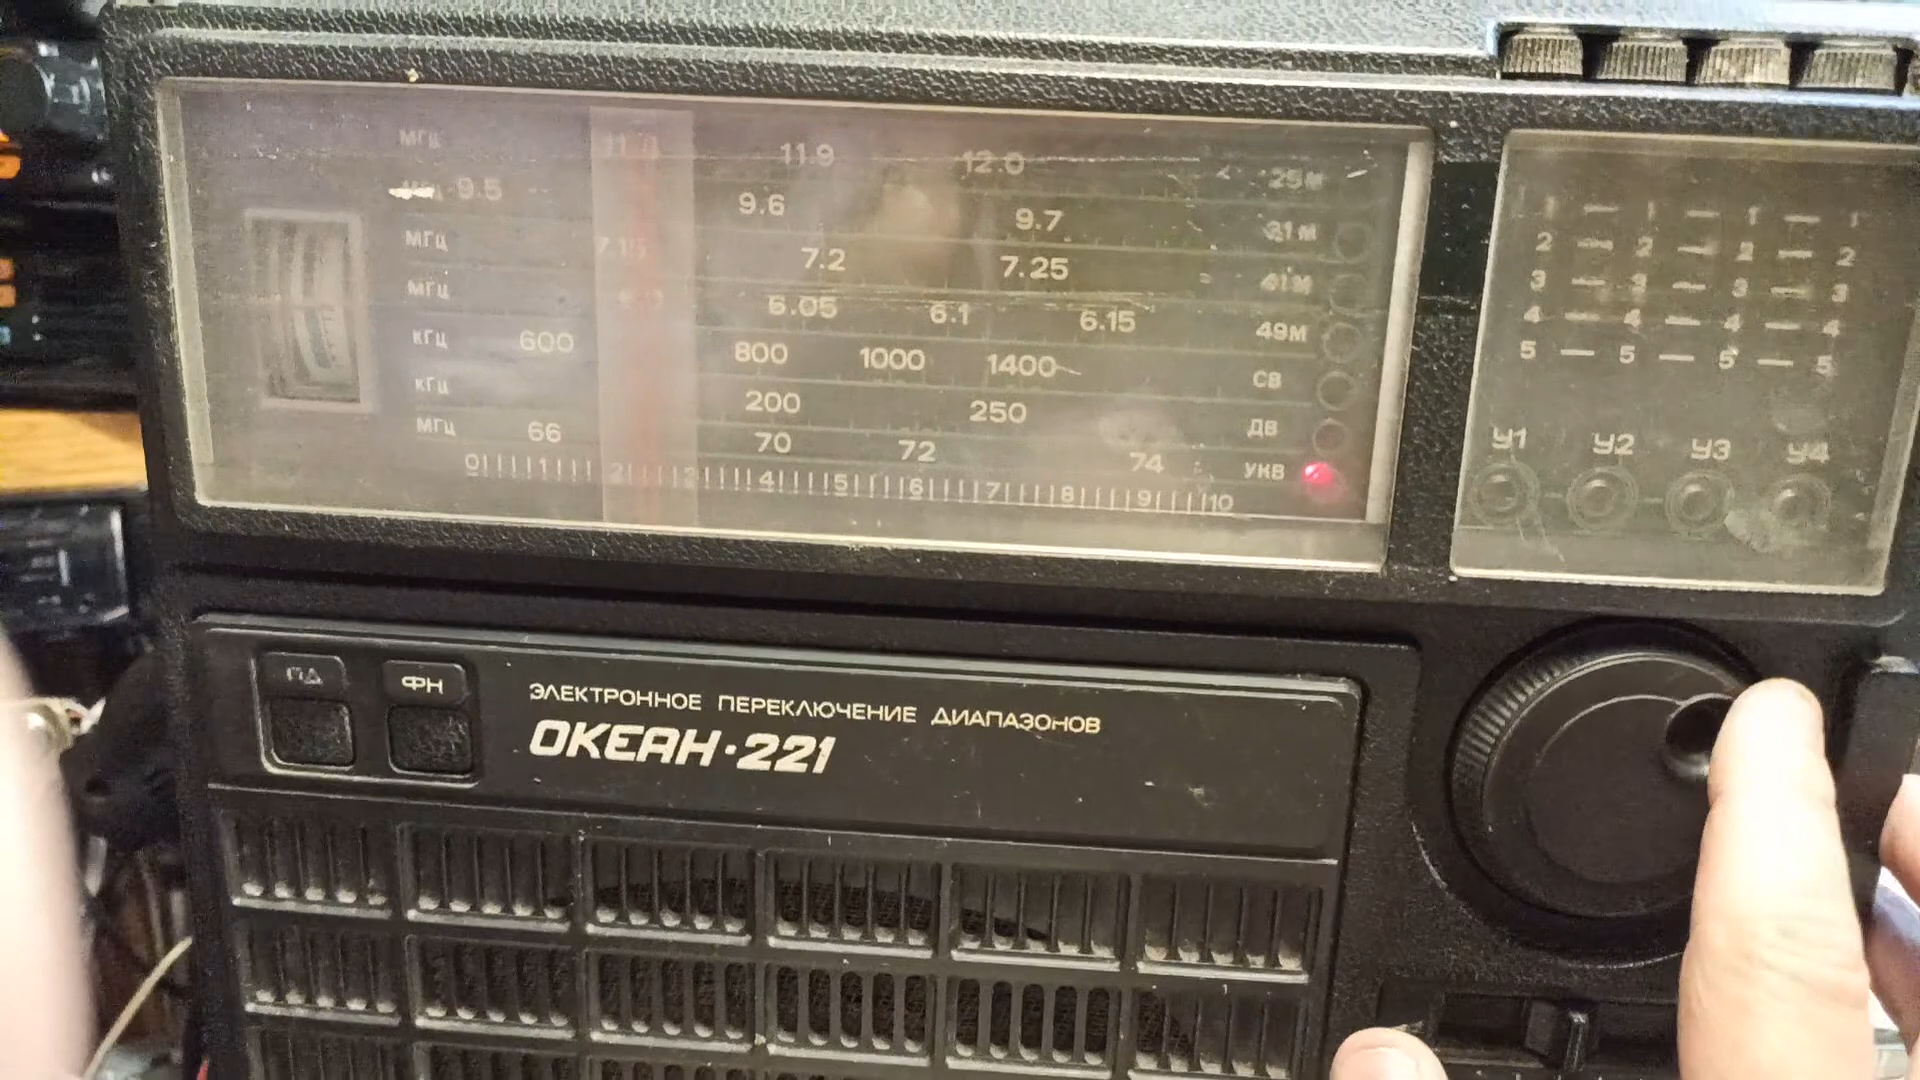 МГц 11.8 11.9 12.0 25м
9.5 9.6 9.7 31м
МГц 7.15 7.2 7.25 41м
МГц 6.05 6.1 6.15 49м
кГц 600 800 1000 1400 СВ
кГц 200 250 ДВ
МГц 66 70 72 74 УКВ
0 1 2 3 4 5 6 7 8 9 10
1 — 1 — 1 — 1
2 — 2 — 2 — 2
3 — 3 — 3 — 3
4 — 4 — 4 — 4
5 — 5 — 5 — 5
У1 У2 У3 У4
ПД ФН
ЭЛЕКТРОННОЕ ПЕРЕКЛЮЧЕНИЕ ДИАПАЗОНОВ
ОКЕАН·221